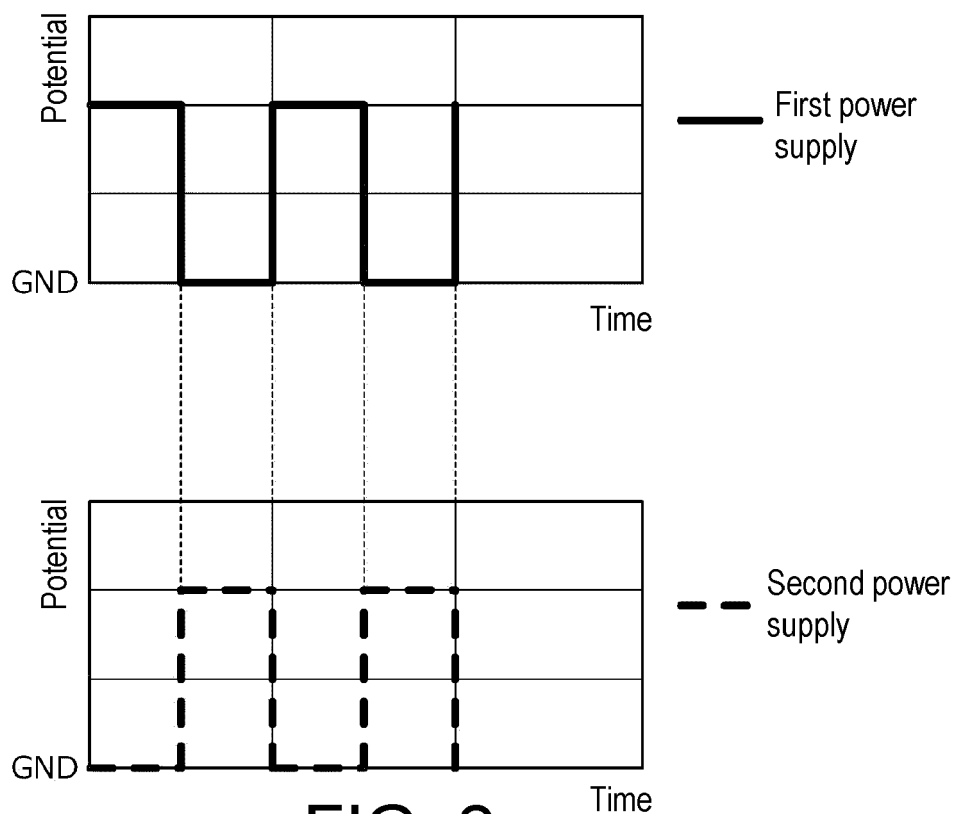 Potential
First power
supply
GND
Time
Potential
Second power
supply
GND
Time